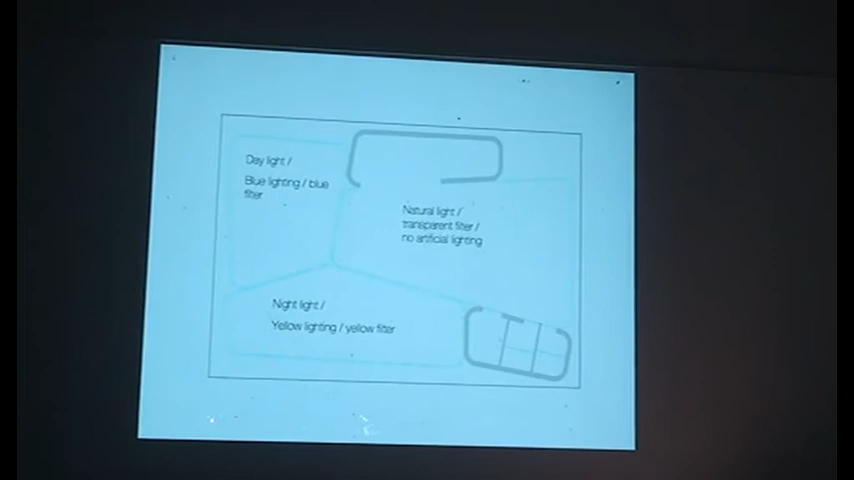 Day light /
Blue lighting / blue
filter
Natural light /
transparent filter /
no artificial lighting
Night light /
Yellow lighting / yellow filter